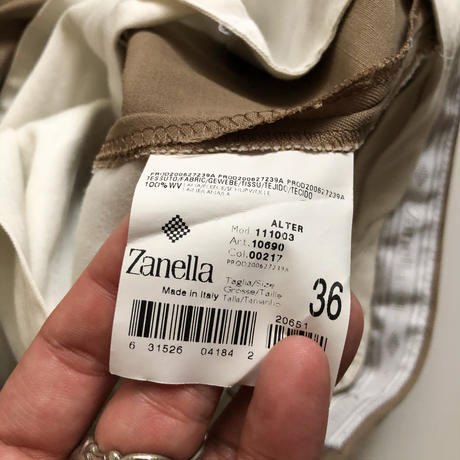 PROD200627239A PROD200627239A
TESSUTO/FABRIC/GEWEBE/TISSU/TEJIDO/TECIDO
100% WV
ALTER
Mod. 111003
Art. 10690
Col. 00217
PROD200627239A
Zanella
Made in Italy
Taglia/Size
Grosse/Taille
Talla/Tamanho
36
20651
6 31526 04184 2